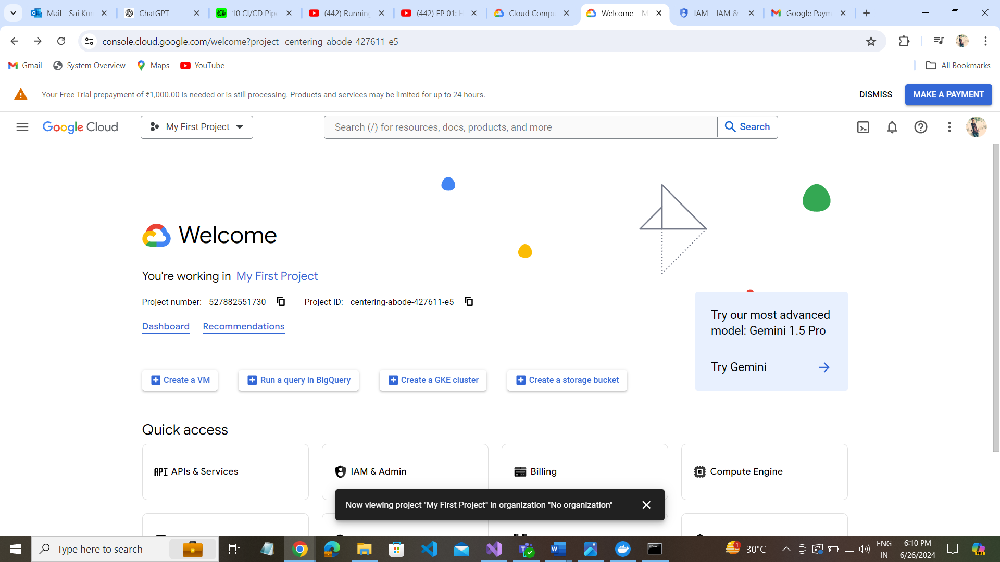 Mail - Sai Kur
ChatGPT
10 CI/CD Pipe
(442) Running
(442) EP 01: H
Cloud Compu
Welcome – M
IAM – IAM &
Google Paym
console.cloud.google.com/welcome?project=centering-abode-427611-e5
Gmail
System Overview
Maps
YouTube
All Bookmarks
Your Free Trial prepayment of ₹1,000.00 is needed or is still processing. Products and services may be limited for up to 24 hours.
DISMISS
MAKE A PAYMENT
Google Cloud
My First Project
Search (/) for resources, docs, products, and more
Search
Welcome
You're working in My First Project
Project number: 527882551730
Project ID: centering-abode-427611-e5
Dashboard
Recommendations
Try our most advanced
model: Gemini 1.5 Pro
Try Gemini
Create a VM
Run a query in BigQuery
Create a GKE cluster
Create a storage bucket
Quick access
API APIs & Services
IAM & Admin
Billing
Compute Engine
Now viewing project "My First Project" in organization "No organization"
Type here to search
1
30°C
ENG
IN
6:10 PM
6/26/2024
PRE